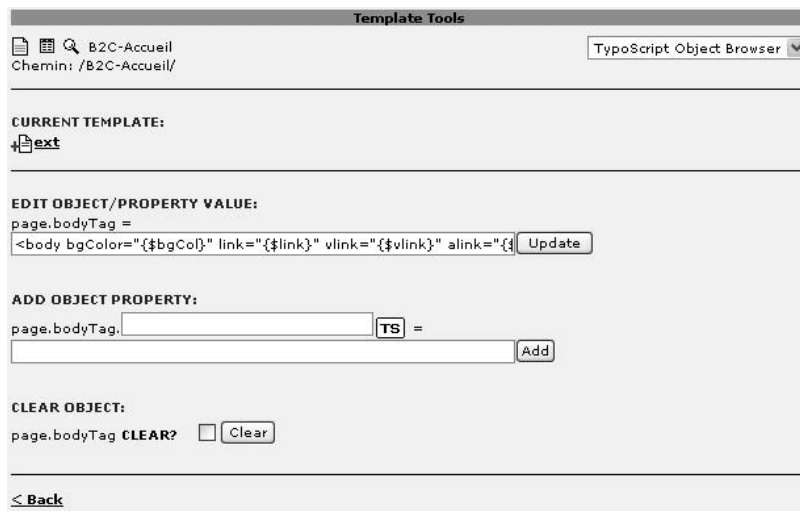 Template Tools
B2C-Accueil
TypoScript Object Browser
Chemin: /B2C-Accueil/
CURRENT TEMPLATE:
ext
EDIT OBJECT/PROPERTY VALUE:
page.bodyTag =
<body bgColor="{$bgCol}" link="{$link}" vlink="{$vlink}" alink="{$ Update
ADD OBJECT PROPERTY:
page.bodyTag. TS =
Add
CLEAR OBJECT:
page.bodyTag CLEAR? Clear
< Back